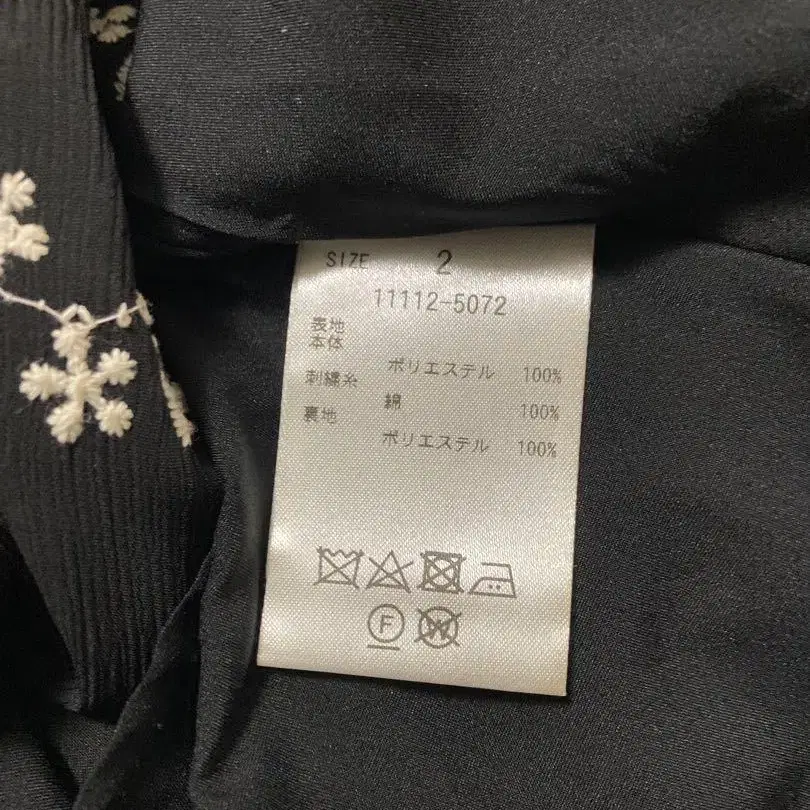 SIZE 2
11112-5072
表地
本体 ポリエステル 100%
刺繍糸 綿 100%
裏地 ポリエステル 100%
F W